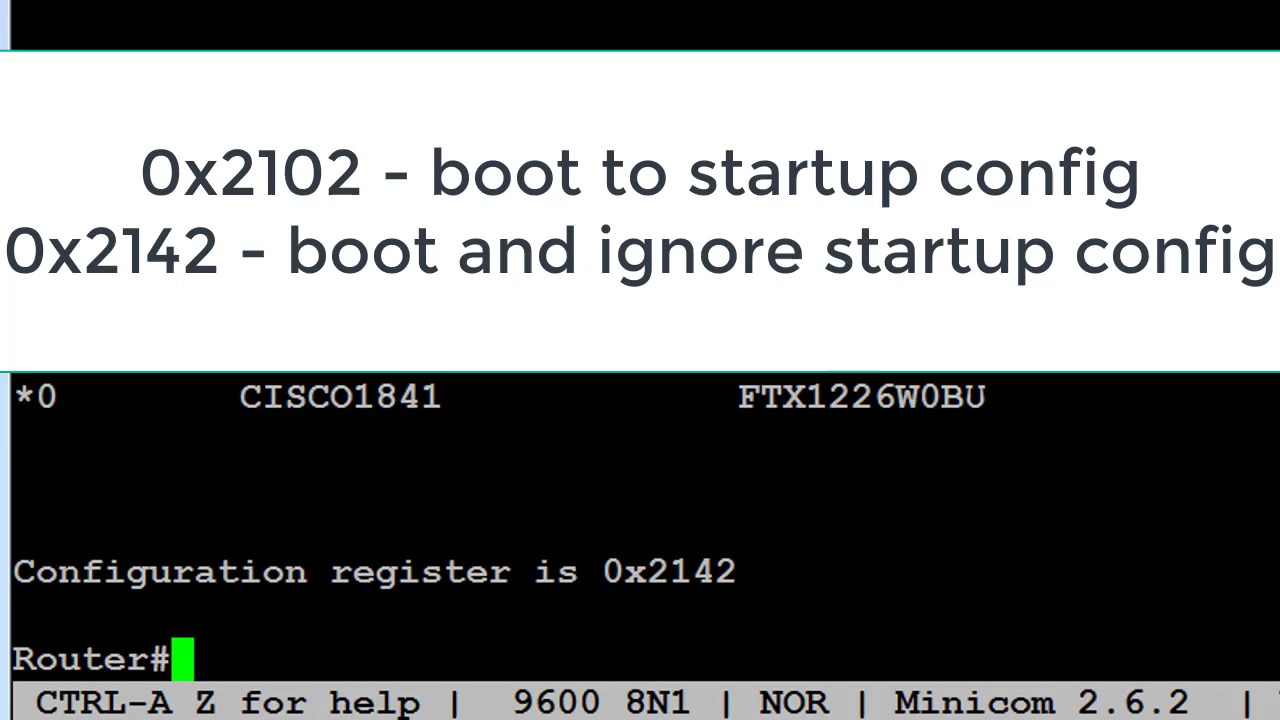 0x2102 - boot to startup config
0x2142 - boot and ignore startup config
*0 CISCO1841 FTX1226W0BU
Configuration register is 0x2142
Router#
CTRL-A Z for help | 9600 8N1 | NOR | Minicom 2.6.2 |